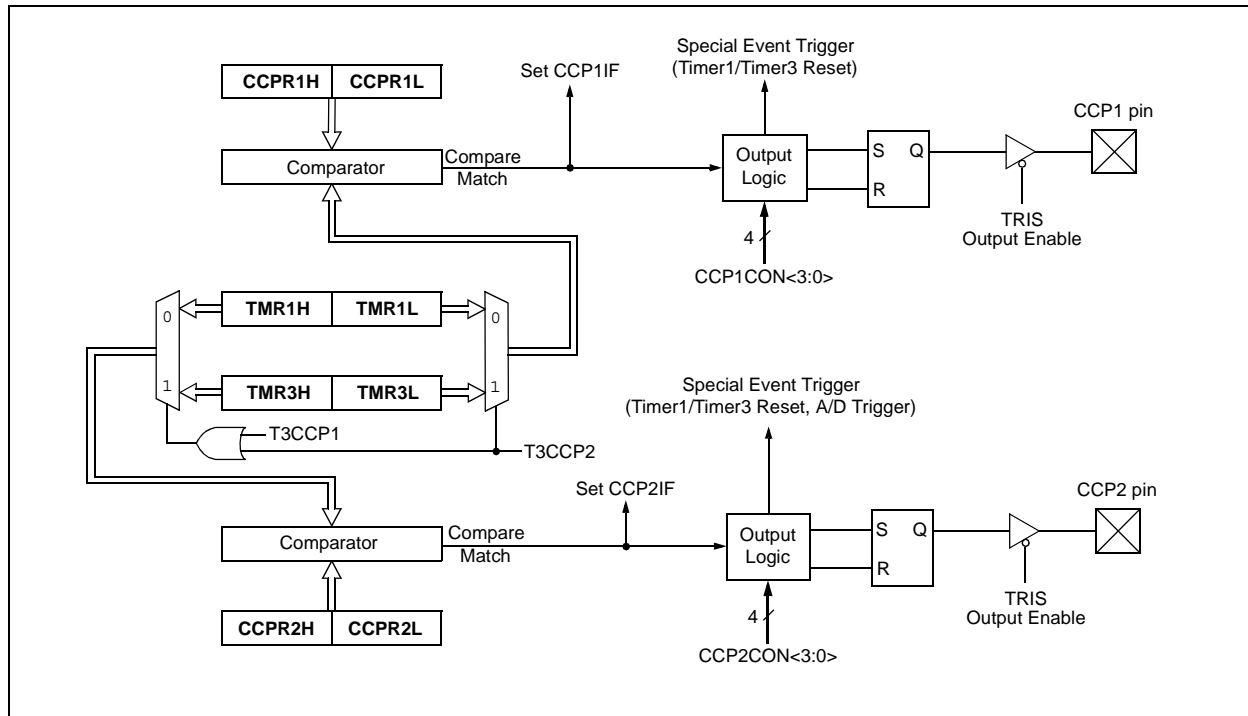 Special Event Trigger
(Timer1/Timer3 Reset)
Set CCP1IF
CCPR1H CCPR1L
CCP1 pin
Comparator
Compare
Match
Output
Logic
S Q
R
TRIS
Output Enable
4
CCP1CON<3:0>
0 TMR1H TMR1L 0
1 TMR3H TMR3L 1
T3CCP1
T3CCP2
Special Event Trigger
(Timer1/Timer3 Reset, A/D Trigger)
Set CCP2IF
CCP2 pin
Comparator
Compare
Match
Output
Logic
S Q
R
TRIS
Output Enable
4
CCPR2H CCPR2L
CCP2CON<3:0>